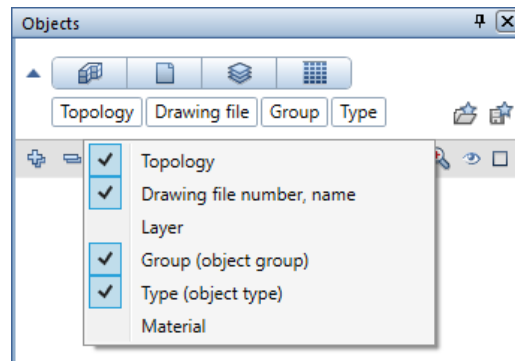 Objects
Topology Drawing file Group Type
Topology
Drawing file number, name
Layer
Group (object group)
Type (object type)
Material